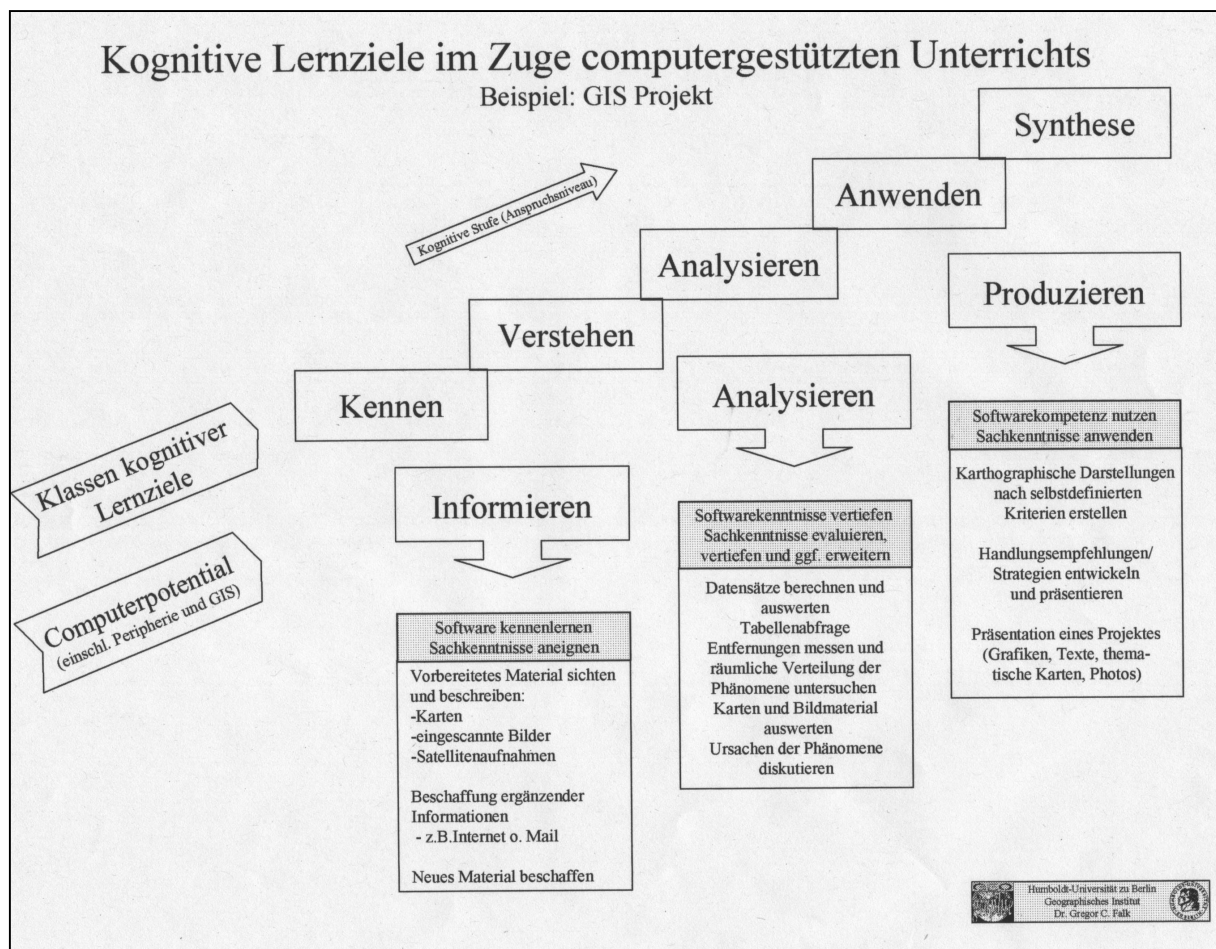 Kognitive Lernziele im Zuge computergestützten Unterrichts
Beispiel: GIS Projekt
Synthese
Anwenden
Analysieren
Verstehen
Kennen
Kognitive Stufe (Anspruchsniveau)
Klassen kognitiver
Lernziele
Computerpotential
(einschl. Peripherie und GIS)
Informieren
Software kennenlernen
Sachkenntnisse aneignen
Vorbereitetes Material sichten
und beschreiben:
-Karten
-eingescannte Bilder
-Satellitenaufnahmen
Beschaffung ergänzender
Informationen
- z.B.Internet o. Mail
Neues Material beschaffen
Analysieren
Softwarekenntnisse vertiefen
Sachkenntnisse evaluieren,
vertiefen und ggf. erweitern
Datensätze berechnen und
auswerten
Tabellenabfrage
Entfernungen messen und
räumliche Verteilung der
Phänomene untersuchen
Karten und Bildmaterial
auswerten
Ursachen der Phänomene
diskutieren
Produzieren
Softwarekompetenz nutzen
Sachkenntnisse anwenden
Karthographische Darstellungen
nach selbstdefinierten
Kriterien erstellen
Handlungsempfehlungen/
Strategien entwickeln
und präsentieren
Präsentation eines Projektes
(Grafiken, Texte, thema-
tische Karten, Photos)
Humboldt-Universität zu Berlin
Geographisches Institut
Dr. Gregor C. Falk